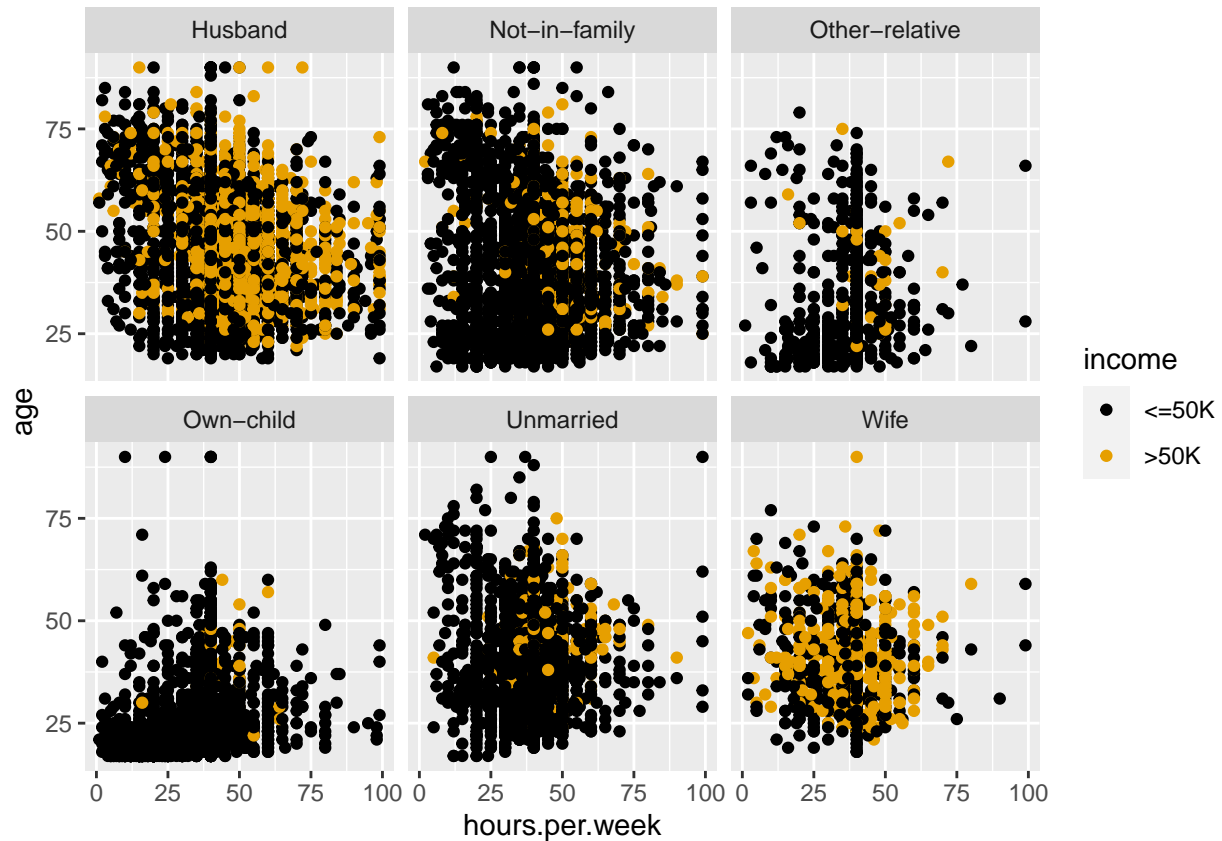 Husband
Not−in−family
Other−relative
75
50
25
Own−child
Unmarried
Wife
75
50
25
0 25 50 75 100
0 25 50 75 100
0 25 50 75 100
hours.per.week
age
income
<=50K
>50K